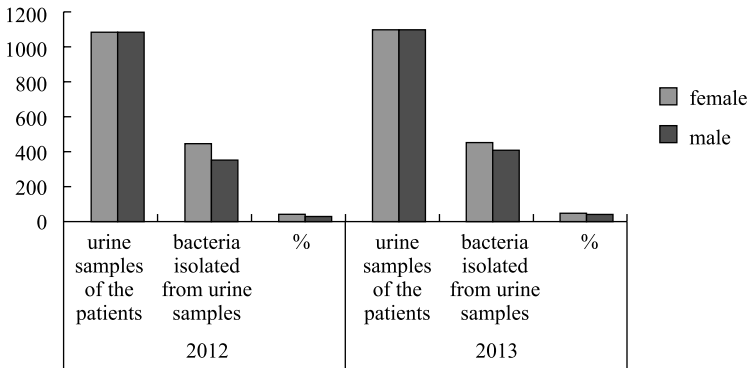 1200
1000
800
600
400
200
0
female
male
urine
samples
of the
patients
bacteria
isolated
from urine
samples
%
urine
samples
of the
patients
bacteria
isolated
from urine
samples
%
2012
2013